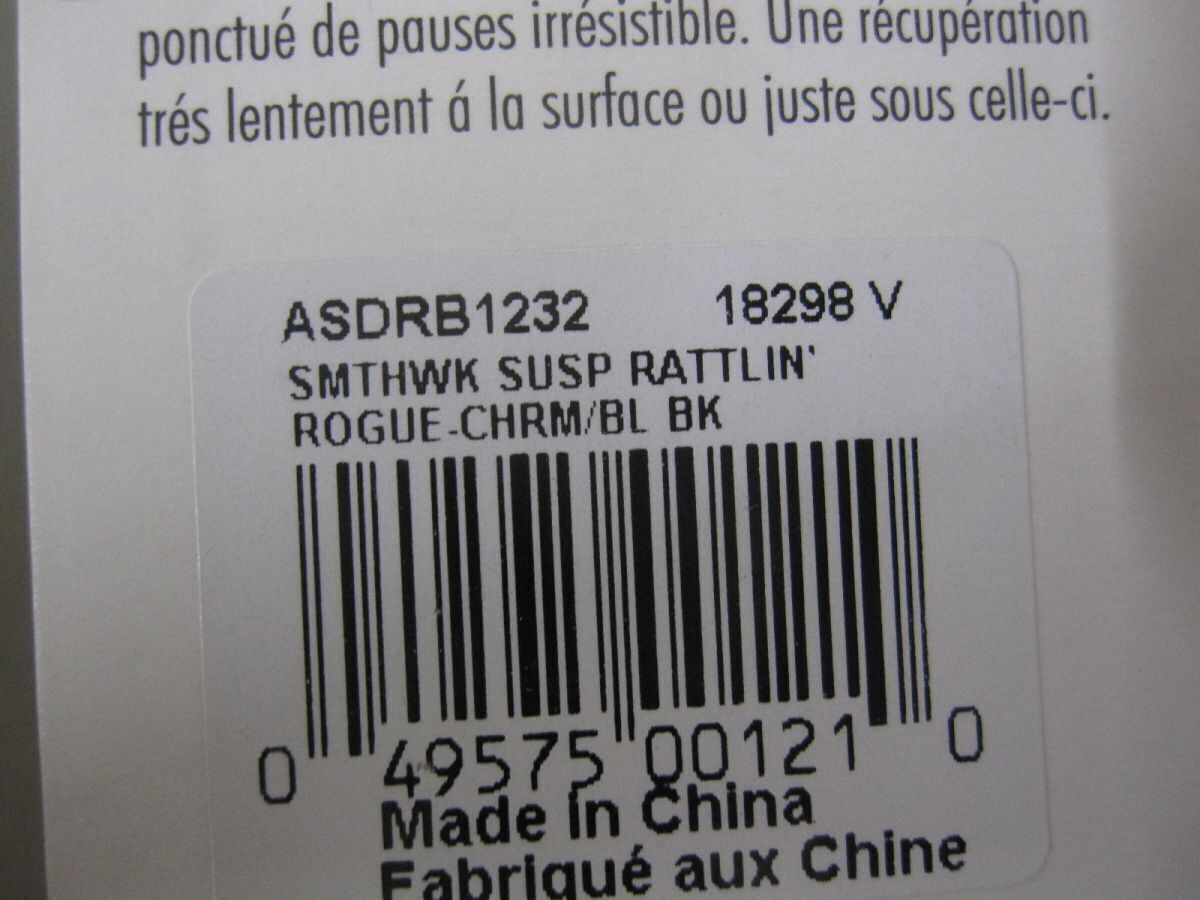 ponctué de pauses irrésistible. Une récupération
trés lentement á la surface ou juste sous celle-ci.
ASDRB1232 18298 V
SMTHWK SUSP RATTLIN'
ROGUE-CHRM/BL BK
0 49575 00121 0
Made in China
Fabriqué aux Chine